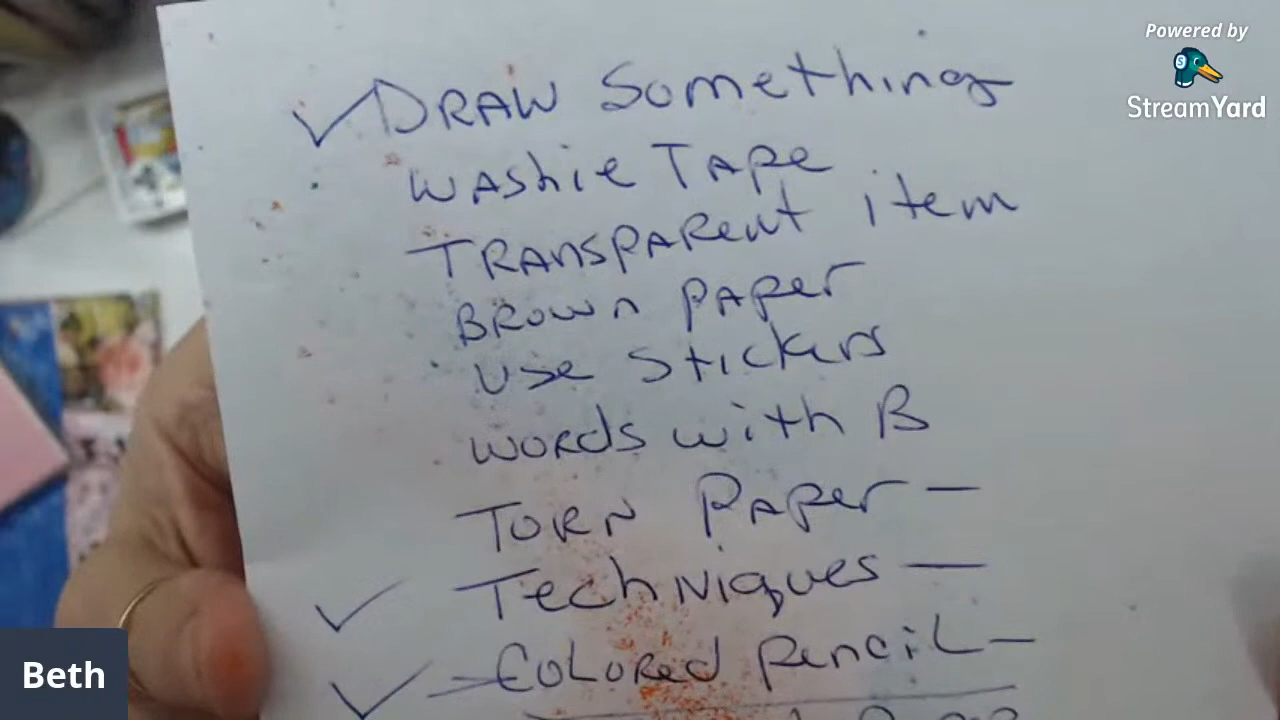 Powered by
StreamYard
✓ DRAW Something
WAShie TApe
TRANSPARent item
BROWN PAper
Use Stickers
WORds with B
TORN PAper –
✓ TechNiques –
✓ – COLORed pencil –
Beth